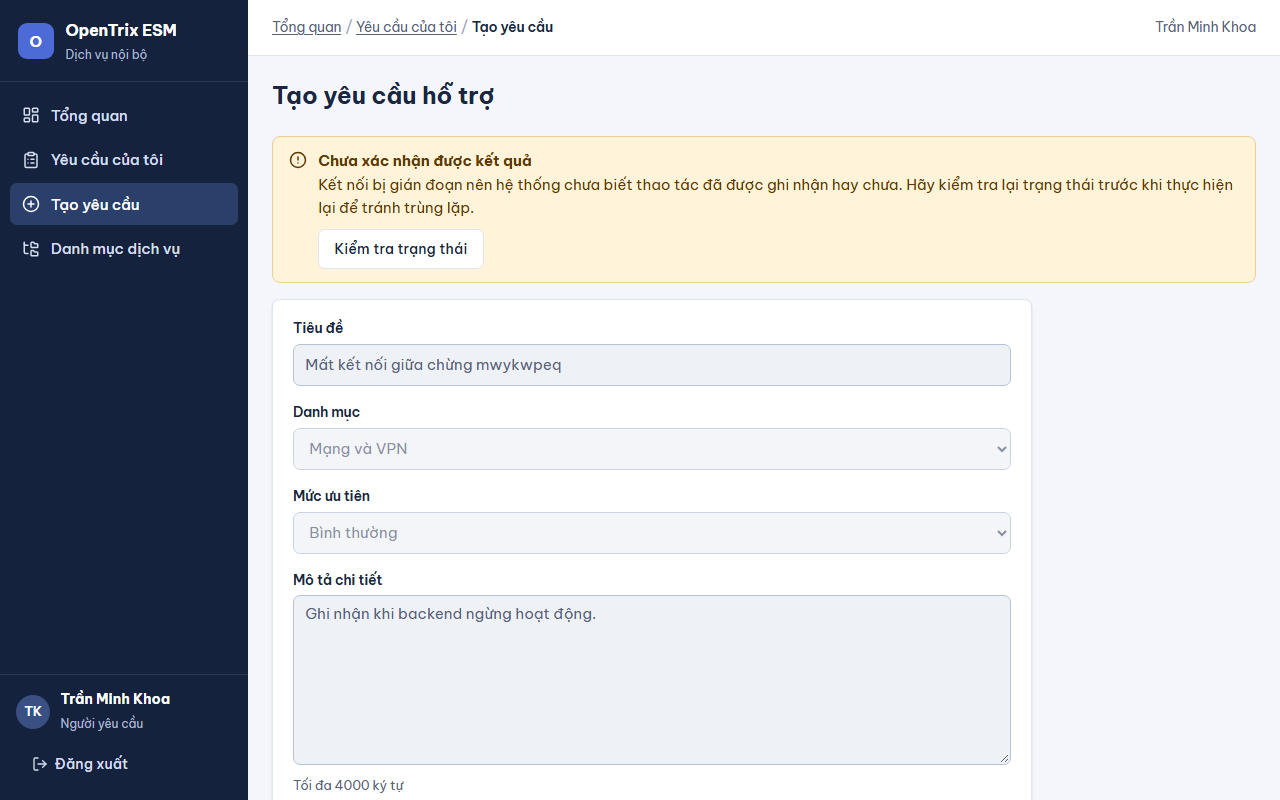 O
OpenTrix ESM
Dịch vụ nội bộ
Tổng quan
Yêu cầu của tôi
Tạo yêu cầu
Danh mục dịch vụ
TK
Trần Minh Khoa
Người yêu cầu
Đăng xuất
Tổng quan / Yêu cầu của tôi / Tạo yêu cầu
Trần Minh Khoa
Tạo yêu cầu hỗ trợ
Chưa xác nhận được kết quả
Kết nối bị gián đoạn nên hệ thống chưa biết thao tác đã được ghi nhận hay chưa. Hãy kiểm tra lại trạng thái trước khi thực hiện
lại để tránh trùng lặp.
Kiểm tra trạng thái
Tiêu đề
Mất kết nối giữa chừng mwykwpeq
Danh mục
Mạng và VPN
Mức ưu tiên
Bình thường
Mô tả chi tiết
Ghi nhận khi backend ngừng hoạt động.
Tối đa 4000 ký tự